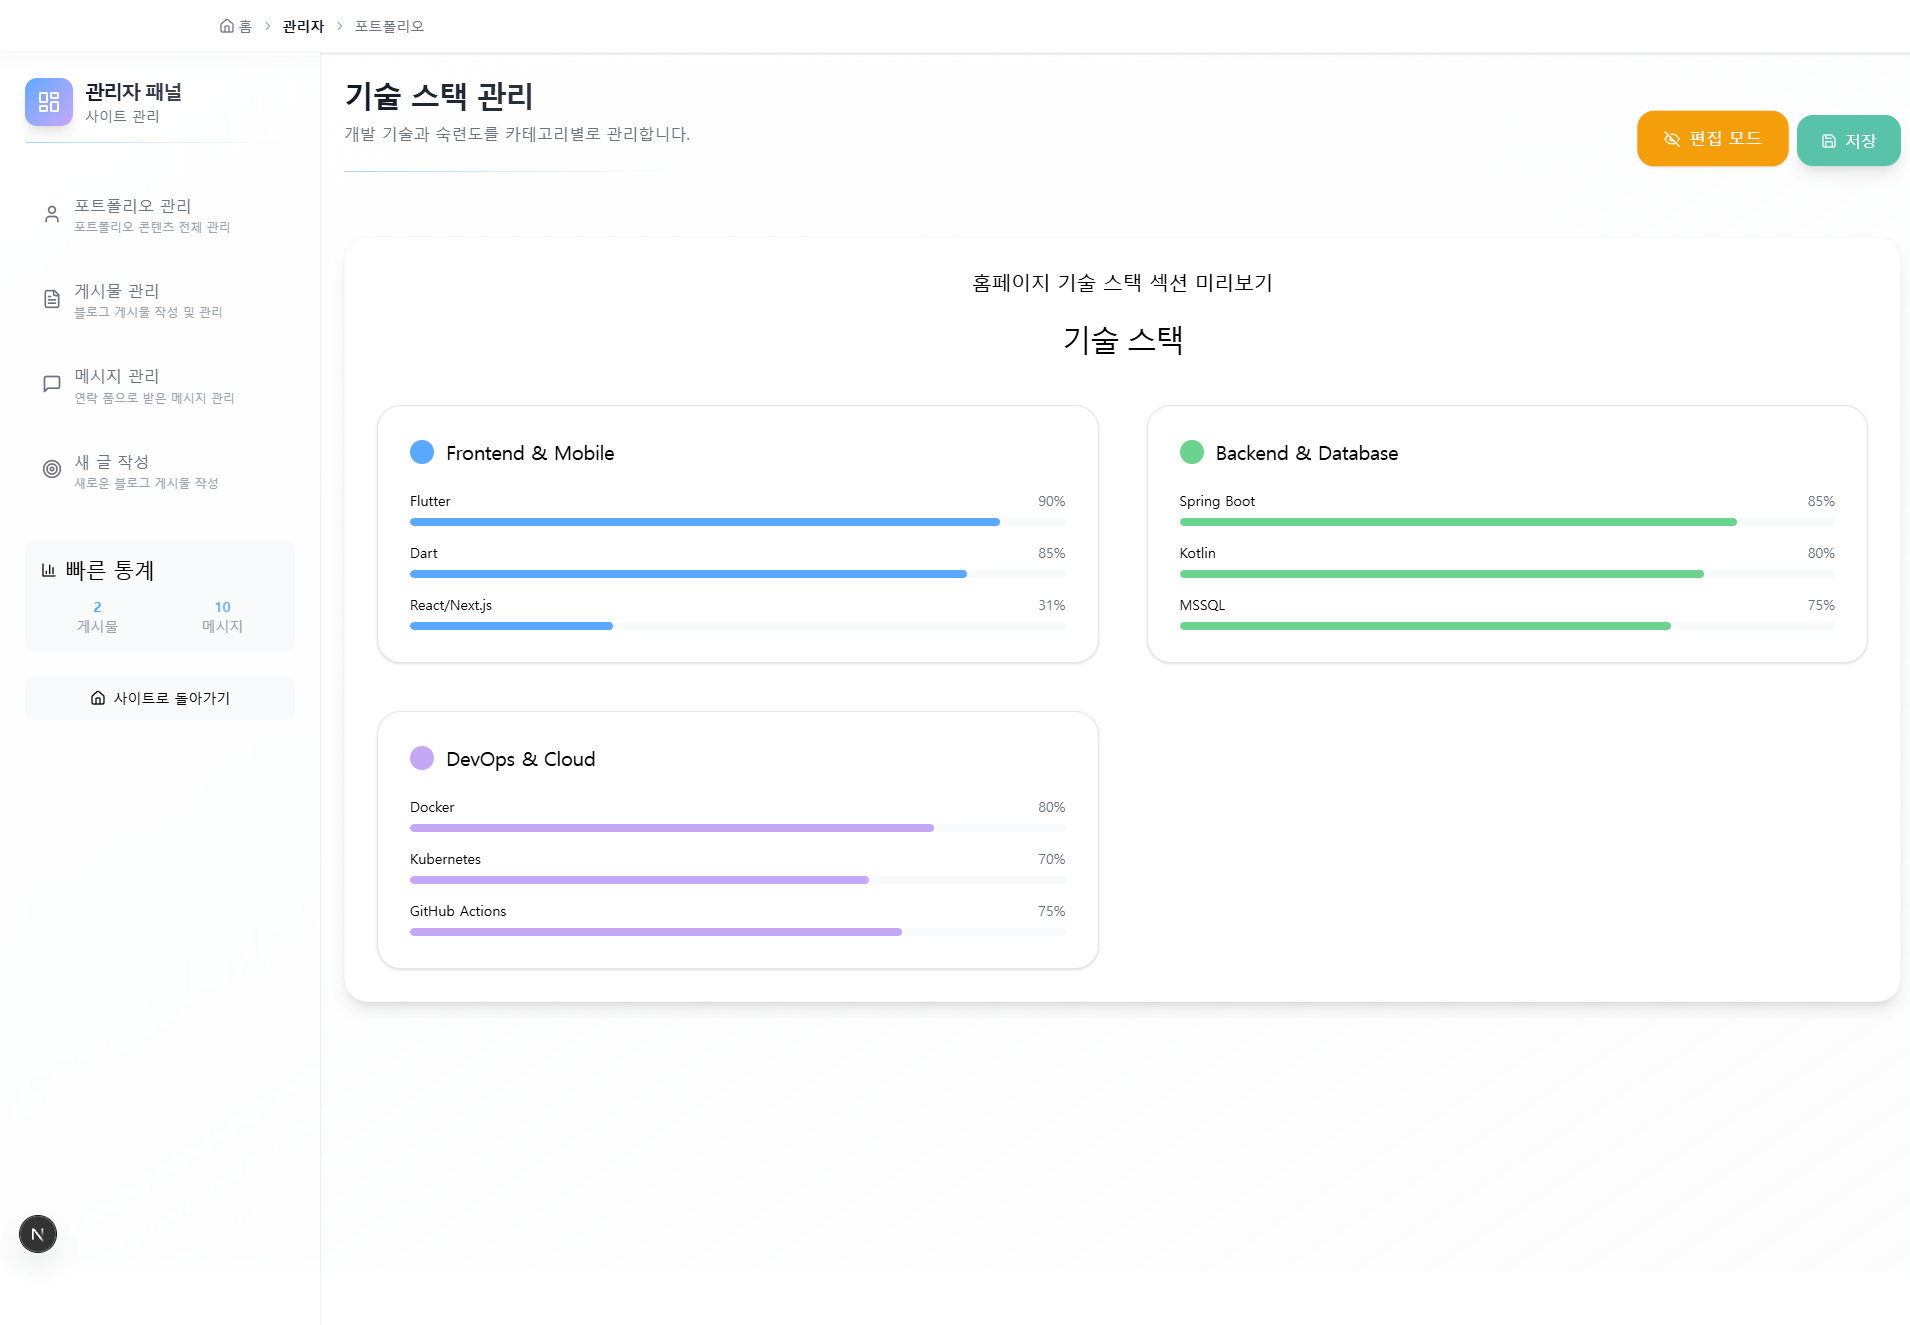 홈 > 관리자 > 포트폴리오
관리자 패널
사이트 관리
포트폴리오 관리
포트폴리오 콘텐츠 전체 관리
게시물 관리
블로그 게시물 작성 및 관리
메시지 관리
연락 폼으로 받은 메시지 관리
새 글 작성
새로운 블로그 게시물 작성
빠른 통계
2 10
게시물 메시지
사이트로 돌아가기
N
기술 스택 관리
개발 기술과 숙련도를 카테고리별로 관리합니다.
편집 모드
저장
홈페이지 기술 스택 섹션 미리보기
기술 스택
Frontend & Mobile
Flutter 90%
Dart 85%
React/Next.js 31%
Backend & Database
Spring Boot 85%
Kotlin 80%
MSSQL 75%
DevOps & Cloud
Docker 80%
Kubernetes 70%
GitHub Actions 75%